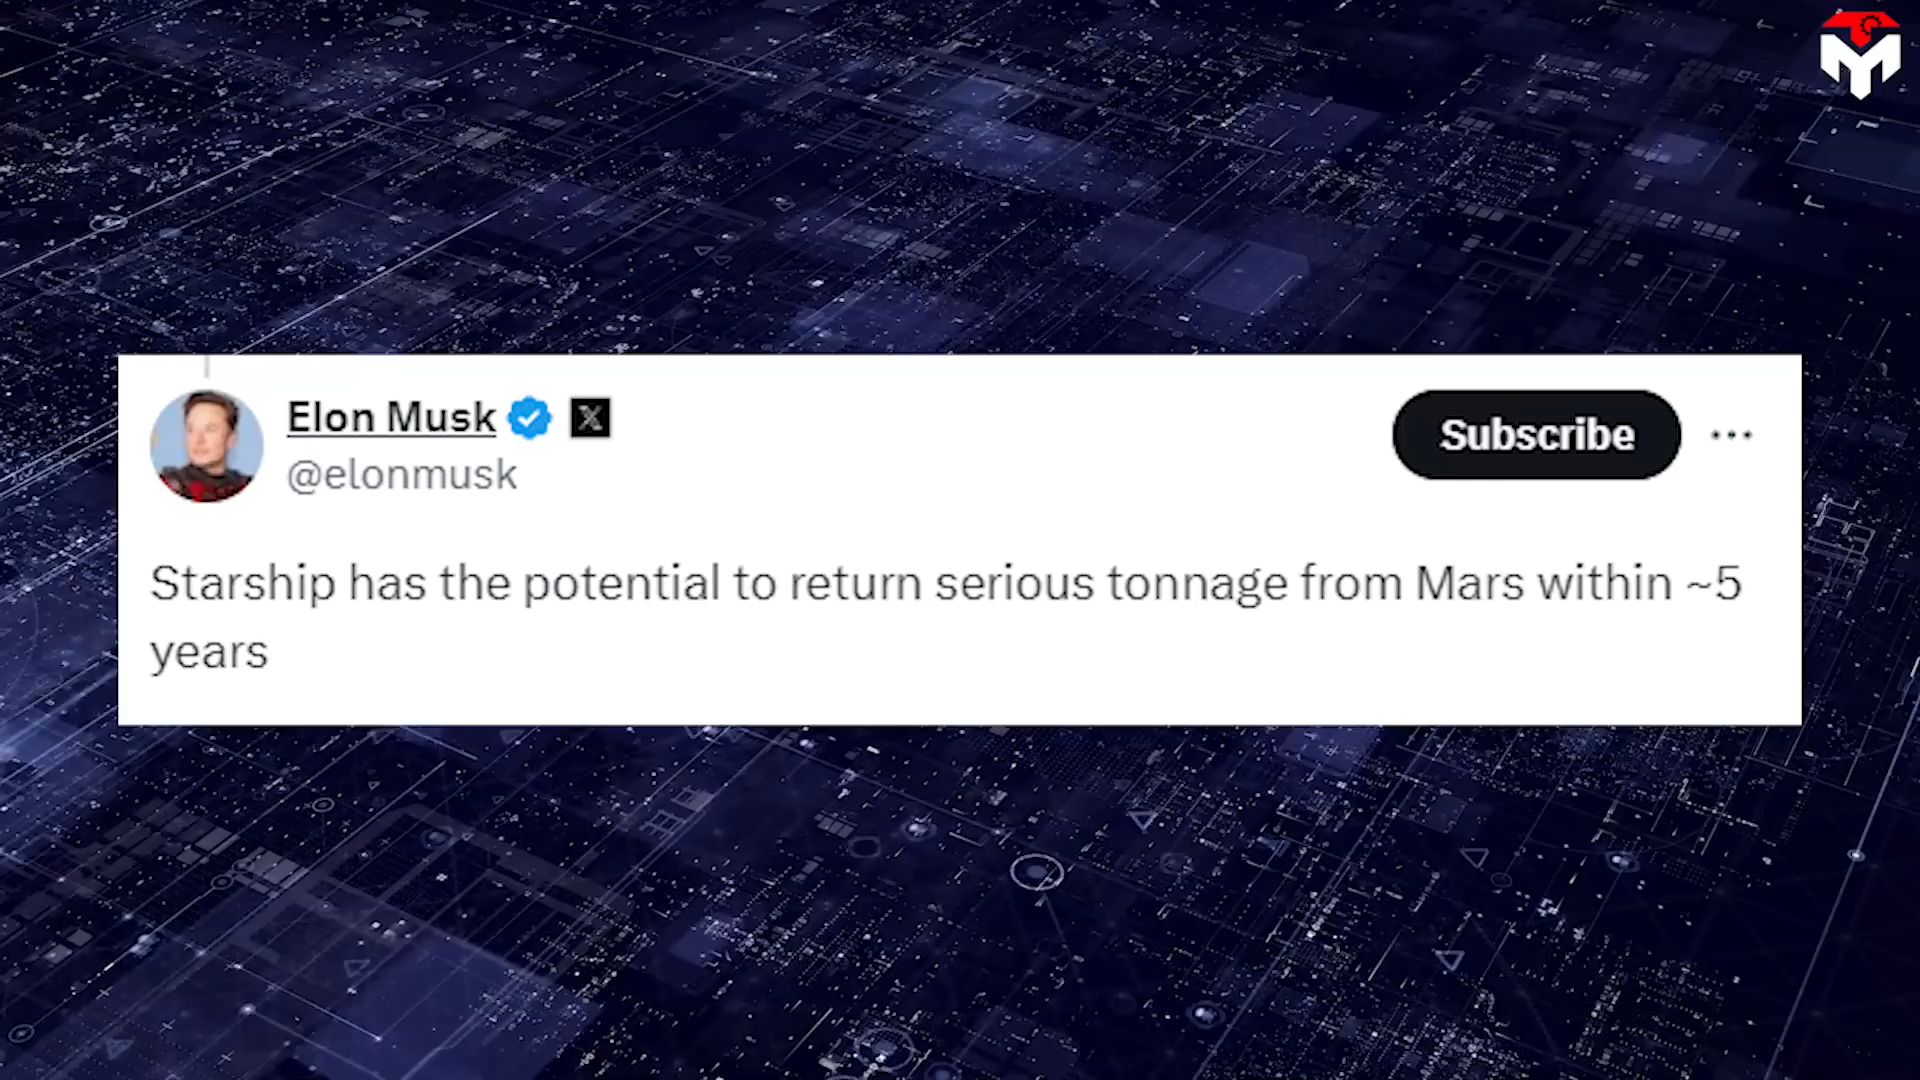 Elon Musk
Subscribe
@elonmusk
Starship has the potential to return serious tonnage from Mars within ~5
years